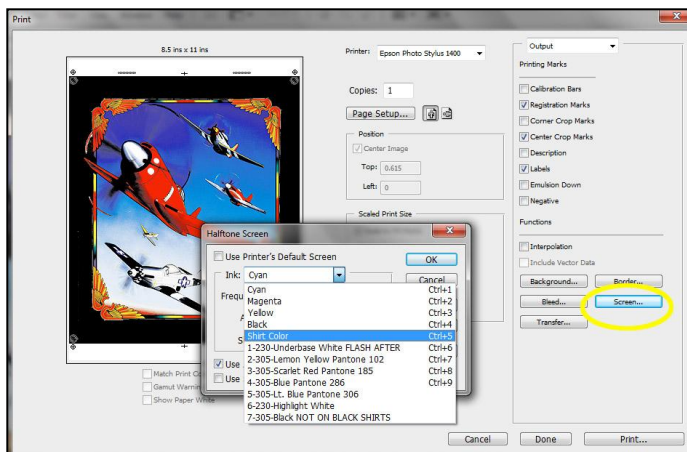 Print
8.5 ins x 11 ins
Printer: Epson Photo Stylus 1400
Copies: 1
Page Setup...
Position
Center Image
Top: 0.615
Left: 0
Scaled Print Size
Match Print
Gamut
Show Paper White
Output
Printing Marks
Calibration Bars
Registration Marks
Corner Crop Marks
Center Crop Marks
Description
Labels
Emulsion Down
Negative
Functions
Interpolation
Include Vector Data
Background... Border...
Bleed... Screen...
Transfer...
Halftone Screen
Use Printer's Default Screen
OK
Ink: Cyan
Cancel
Cyan Ctrl+1
Magenta Ctrl+2
Yellow Ctrl+3
Black Ctrl+4
Shirt Color Ctrl+5
1-230-Underbase White FLASH AFTER Ctrl+6
2-305-Lemon Yellow Pantone 102 Ctrl+7
3-305-Scarlet Red Pantone 185 Ctrl+8
4-305-Blue Pantone 286 Ctrl+9
5-305-Lt. Blue Pantone 306
6-230-Highlight White
7-305-Black NOT ON BLACK SHIRTS
Use
Use
Cancel Done Print...